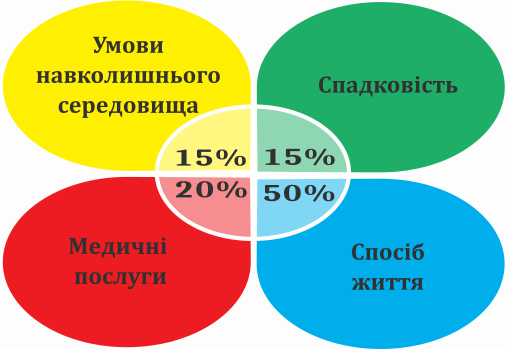 Умови
навколишнього
середовища
Спадковість
15%
15%
20%
50%
Медичні
послуги
Спосіб
життя